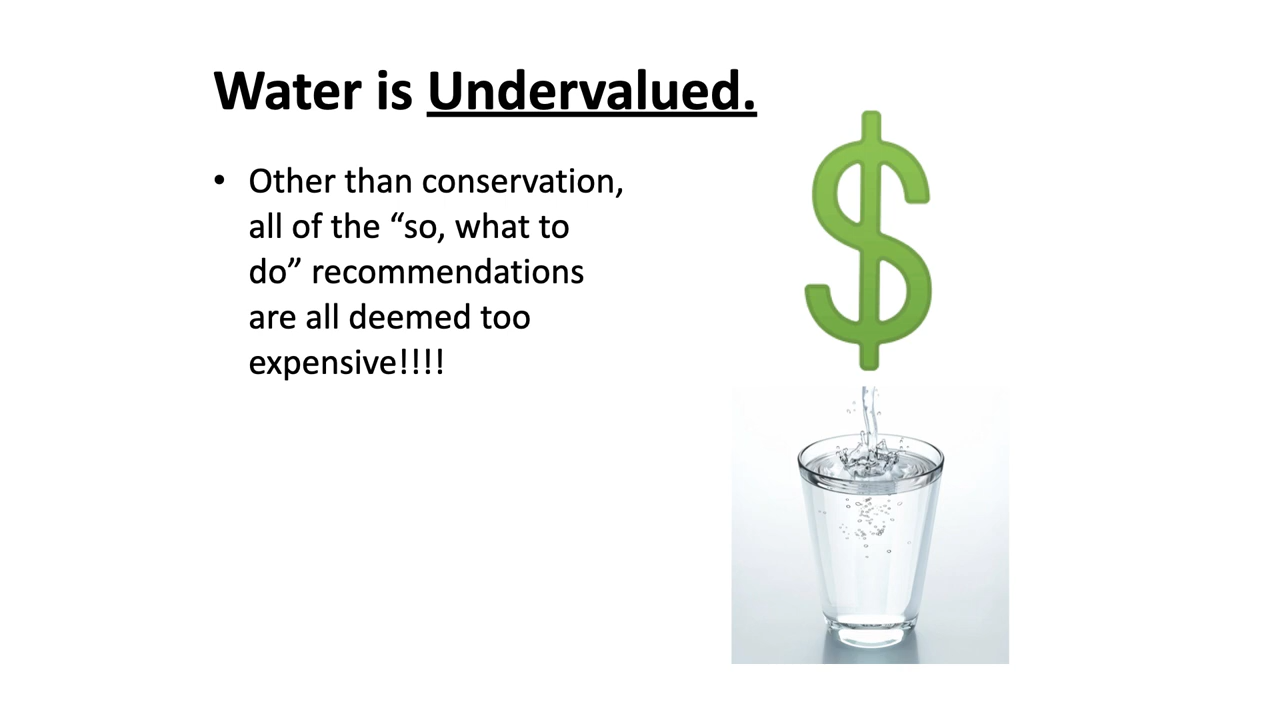 Water is Undervalued.
• Other than conservation,
all of the “so, what to
do” recommendations
are all deemed too
expensive!!!!
$